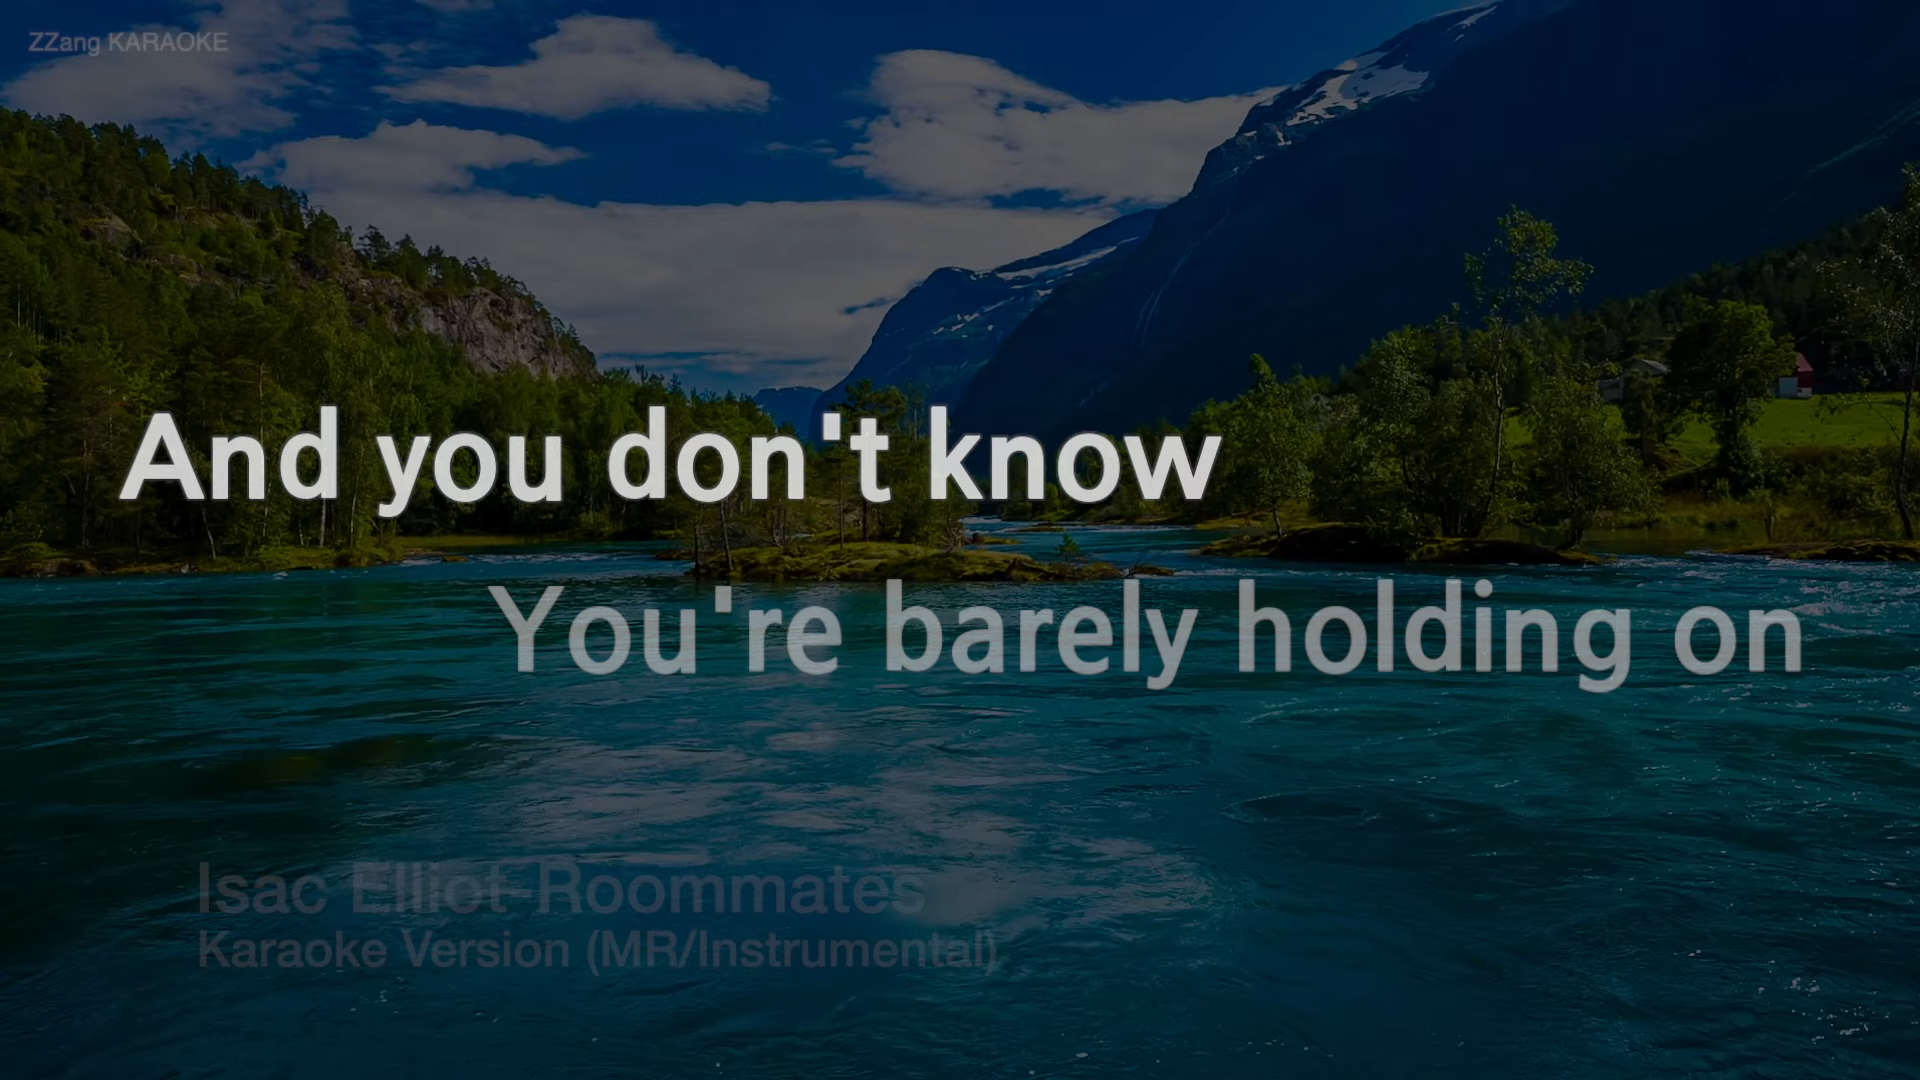 ZZang KARAOKE
And you don't know
You're barely holding on
Isac Elliot-Roommates
Karaoke Version (MR/Instrumental)